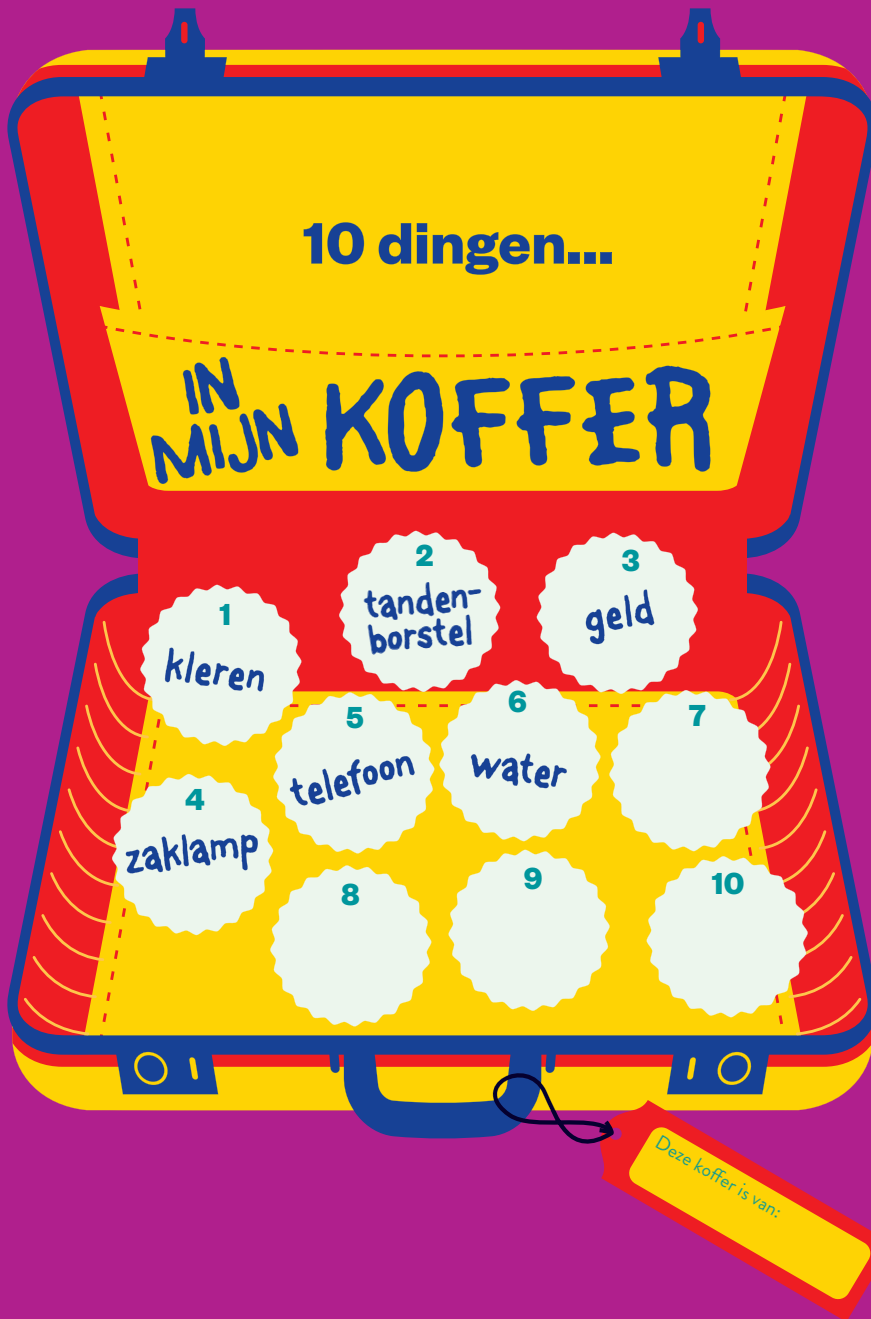 10 dingen...
IN
MIJN
KOFFER
1
kleren
2
tanden-
borstel
3
geld
4
zaklamp
5
telefoon
6
water
7
8
9
10
Deze koffer is van: